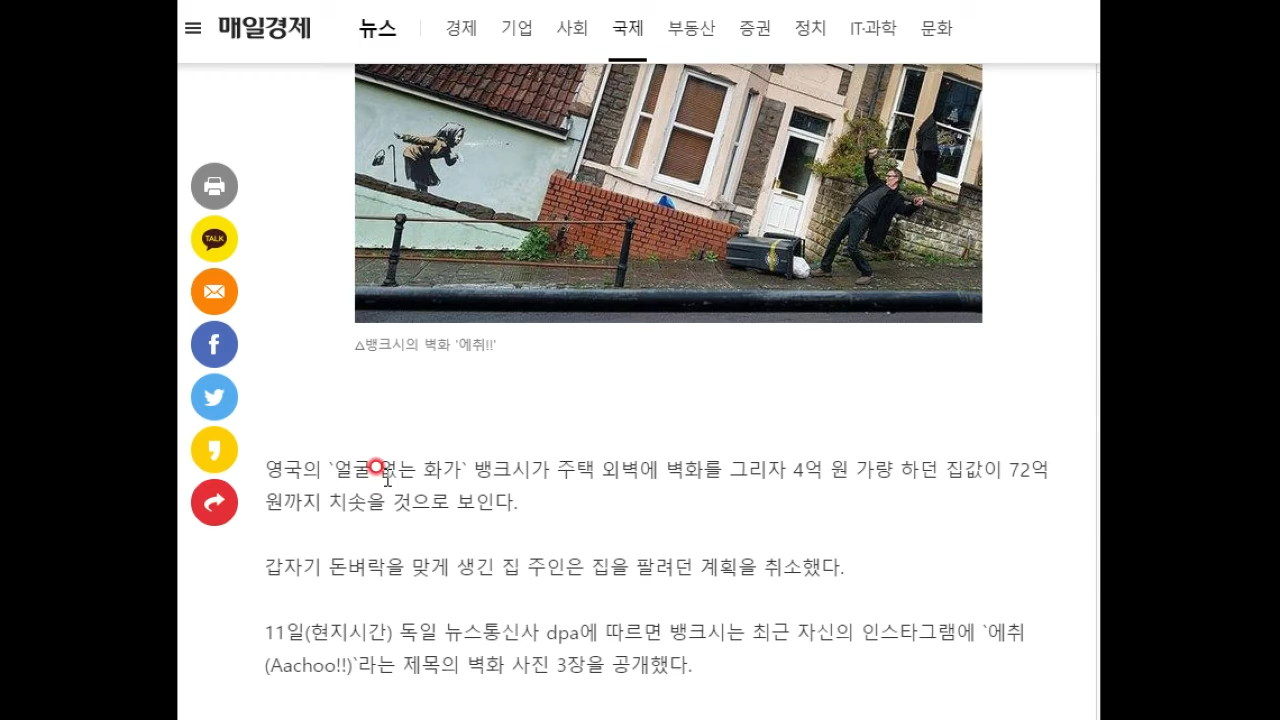 매일경제
뉴스
경제 기업 사회 국제 부동산 증권 정치 IT·과학 문화
TALK
△뱅크시의 벽화 '에취!!'
영국의 `얼굴 없는 화가` 뱅크시가 주택 외벽에 벽화를 그리자 4억 원 가량 하던 집값이 72억
원까지 치솟을 것으로 보인다.
갑자기 돈벼락을 맞게 생긴 집 주인은 집을 팔려던 계획을 취소했다.
11일(현지시간) 독일 뉴스통신사 dpa에 따르면 뱅크시는 최근 자신의 인스타그램에 `에취
(Aachoo!!)`라는 제목의 벽화 사진 3장을 공개했다.